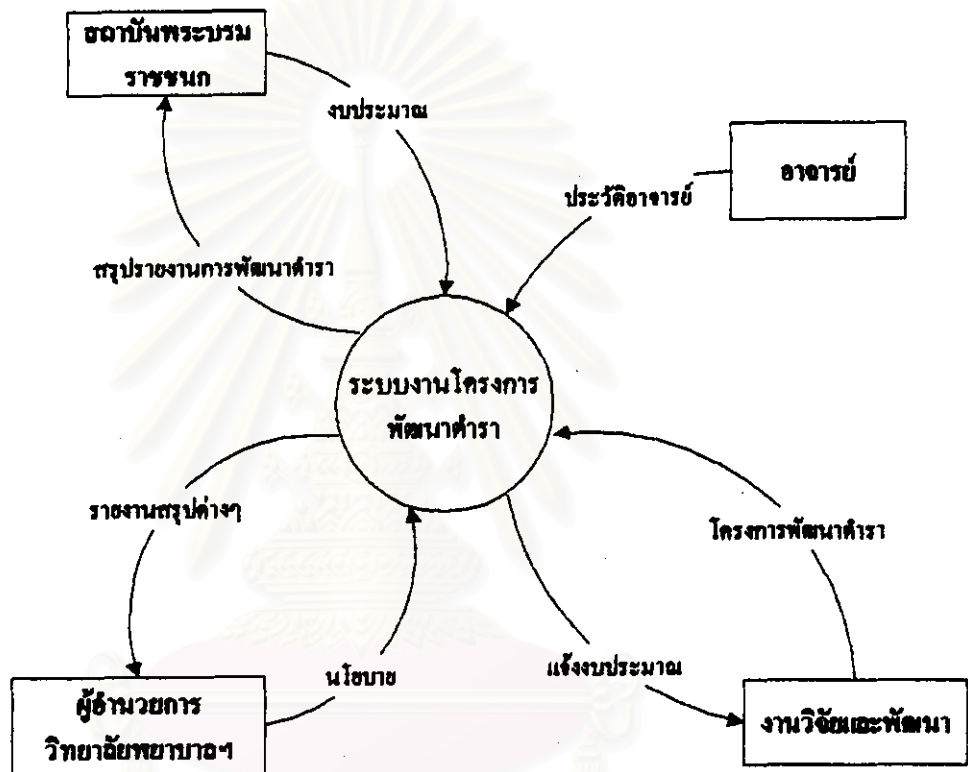 สถาบันพระบรม
ราชชนก
งบประมาณ
อาจารย์
ประวัติอาจารย์
สรุปรายงานการพัฒนาตำรา
ระบบงานโครงการ
พัฒนาตำรา
รายงานสรุปต่างๆ
โครงการพัฒนาตำรา
นโยบาย
แจ้งงบประมาณ
ผู้อำนวยการ
วิทยาลัยพยาบาลฯ
งานวิจัยและพัฒนา